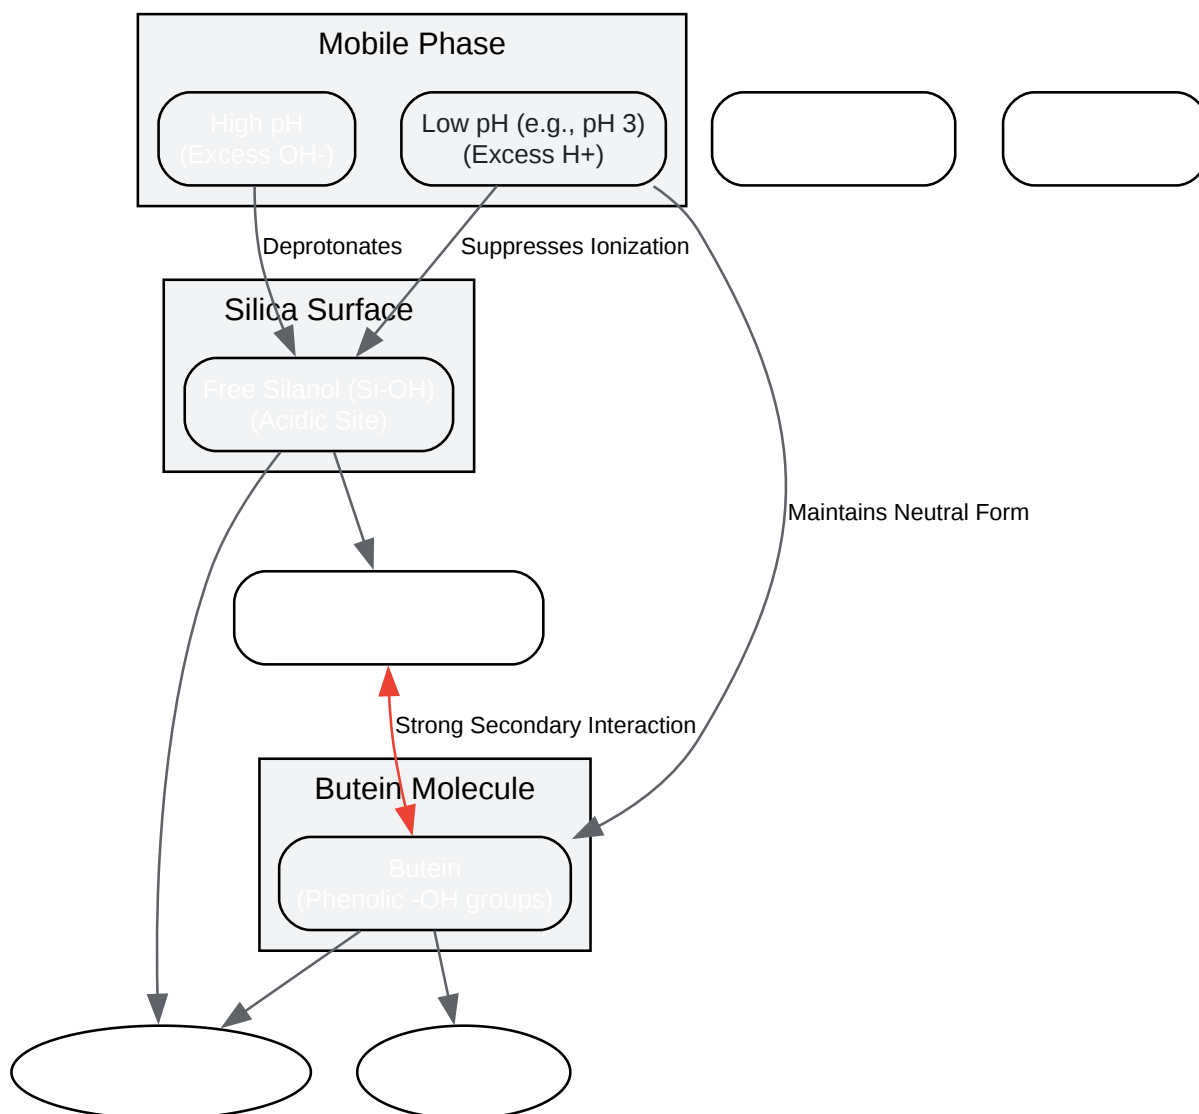 Mobile Phase
High pH
(Excess OH-)
Low pH (e.g., pH 3)
(Excess H+)
Deprotonates
Suppresses Ionization
Silica Surface
Free Silanol (Si-OH)
(Acidic Site)
Maintains Neutral Form
Strong Secondary Interaction
Butein Molecule
Butein
(Phenolic -OH groups)